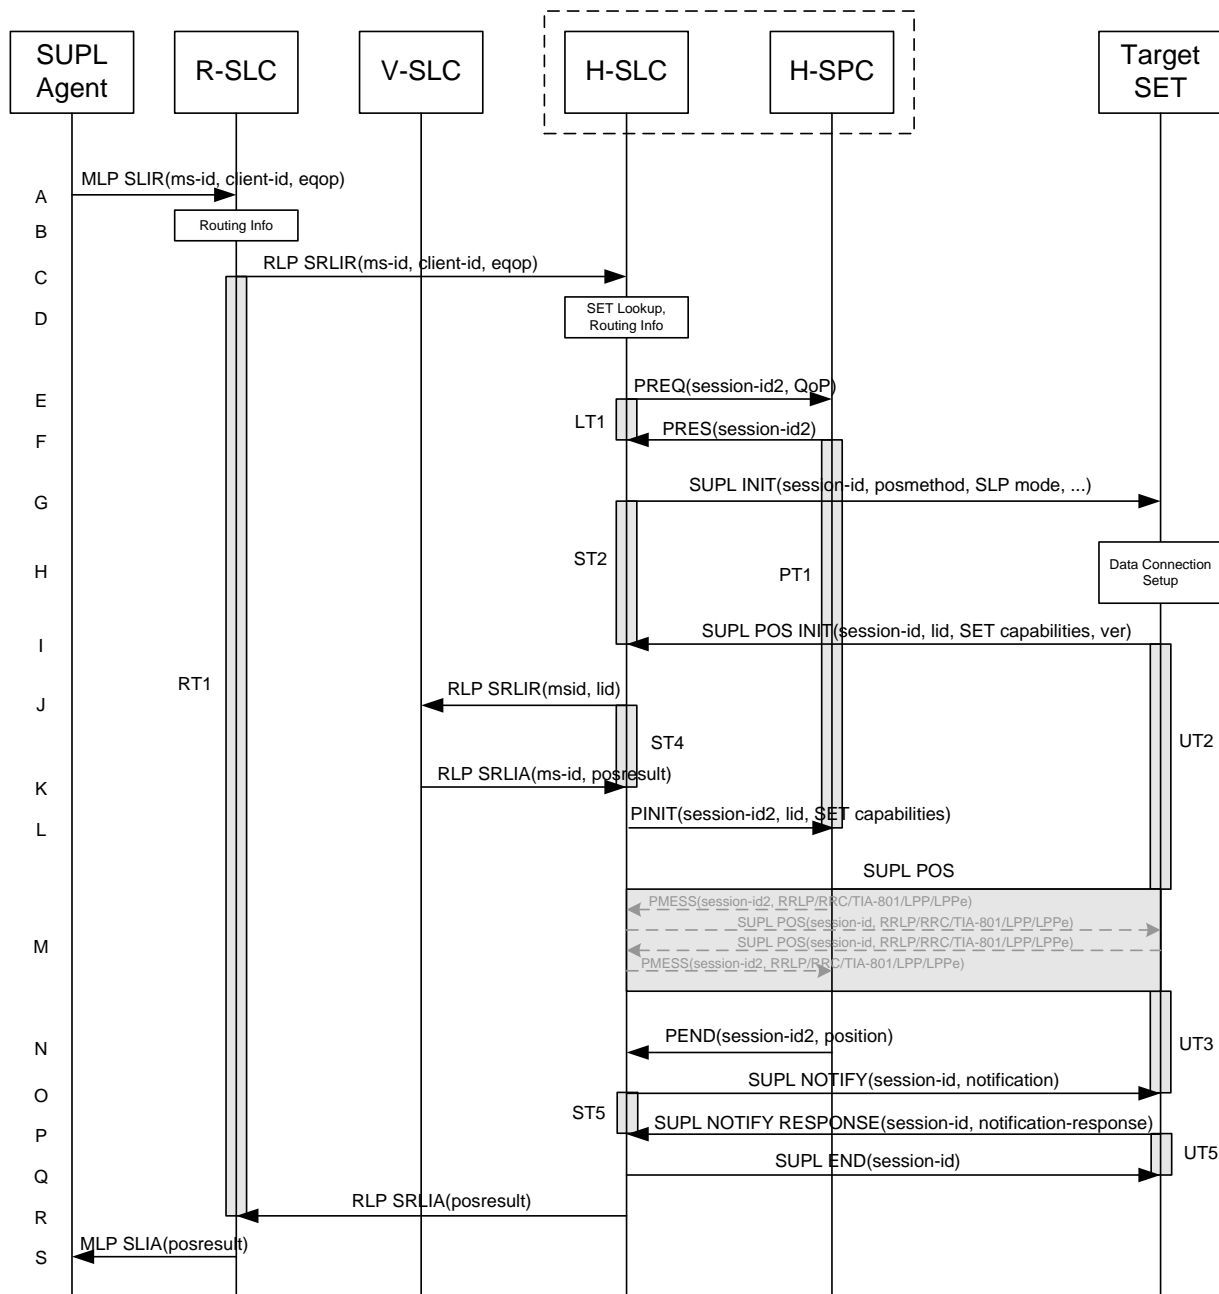 SUPL
Agent
R-SLC
V-SLC
H-SLC
H-SPC
Target
SET
A
MLP SLIR(ms-id, client-id, eqop)
B
Routing Info
C
RLP SRLIR(ms-id, client-id, eqop)
D
SET Lookup,
Routing Info
E
PREQ(session-id2, QoP)
LT1
F
PRES(session-id2)
G
SUPL INIT(session-id, posmethod, SLP mode, ...)
ST2
H
PT1
Data Connection
Setup
I
SUPL POS INIT(session-id, lid, SET capabilities, ver)
RT1
J
RLP SRLIR(msid, lid)
ST4
UT2
K
RLP SRLIA(ms-id, posresult)
L
PINIT(session-id2, lid, SET capabilities)
SUPL POS
PMESS(session-id2, RRLP/RRC/TIA-801/LPP/LPPe)
SUPL POS(session-id, RRLP/RRC/TIA-801/LPP/LPPe)
M
SUPL POS(session-id, RRLP/RRC/TIA-801/LPP/LPPe)
PMESS(session-id2, RRLP/RRC/TIA-801/LPP/LPPe)
N
PEND(session-id2, position)
UT3
O
SUPL NOTIFY(session-id, notification)
ST5
P
SUPL NOTIFY RESPONSE(session-id, notification-response)
UT5
Q
SUPL END(session-id)
R
RLP SRLIA(posresult)
S
MLP SLIA(posresult)